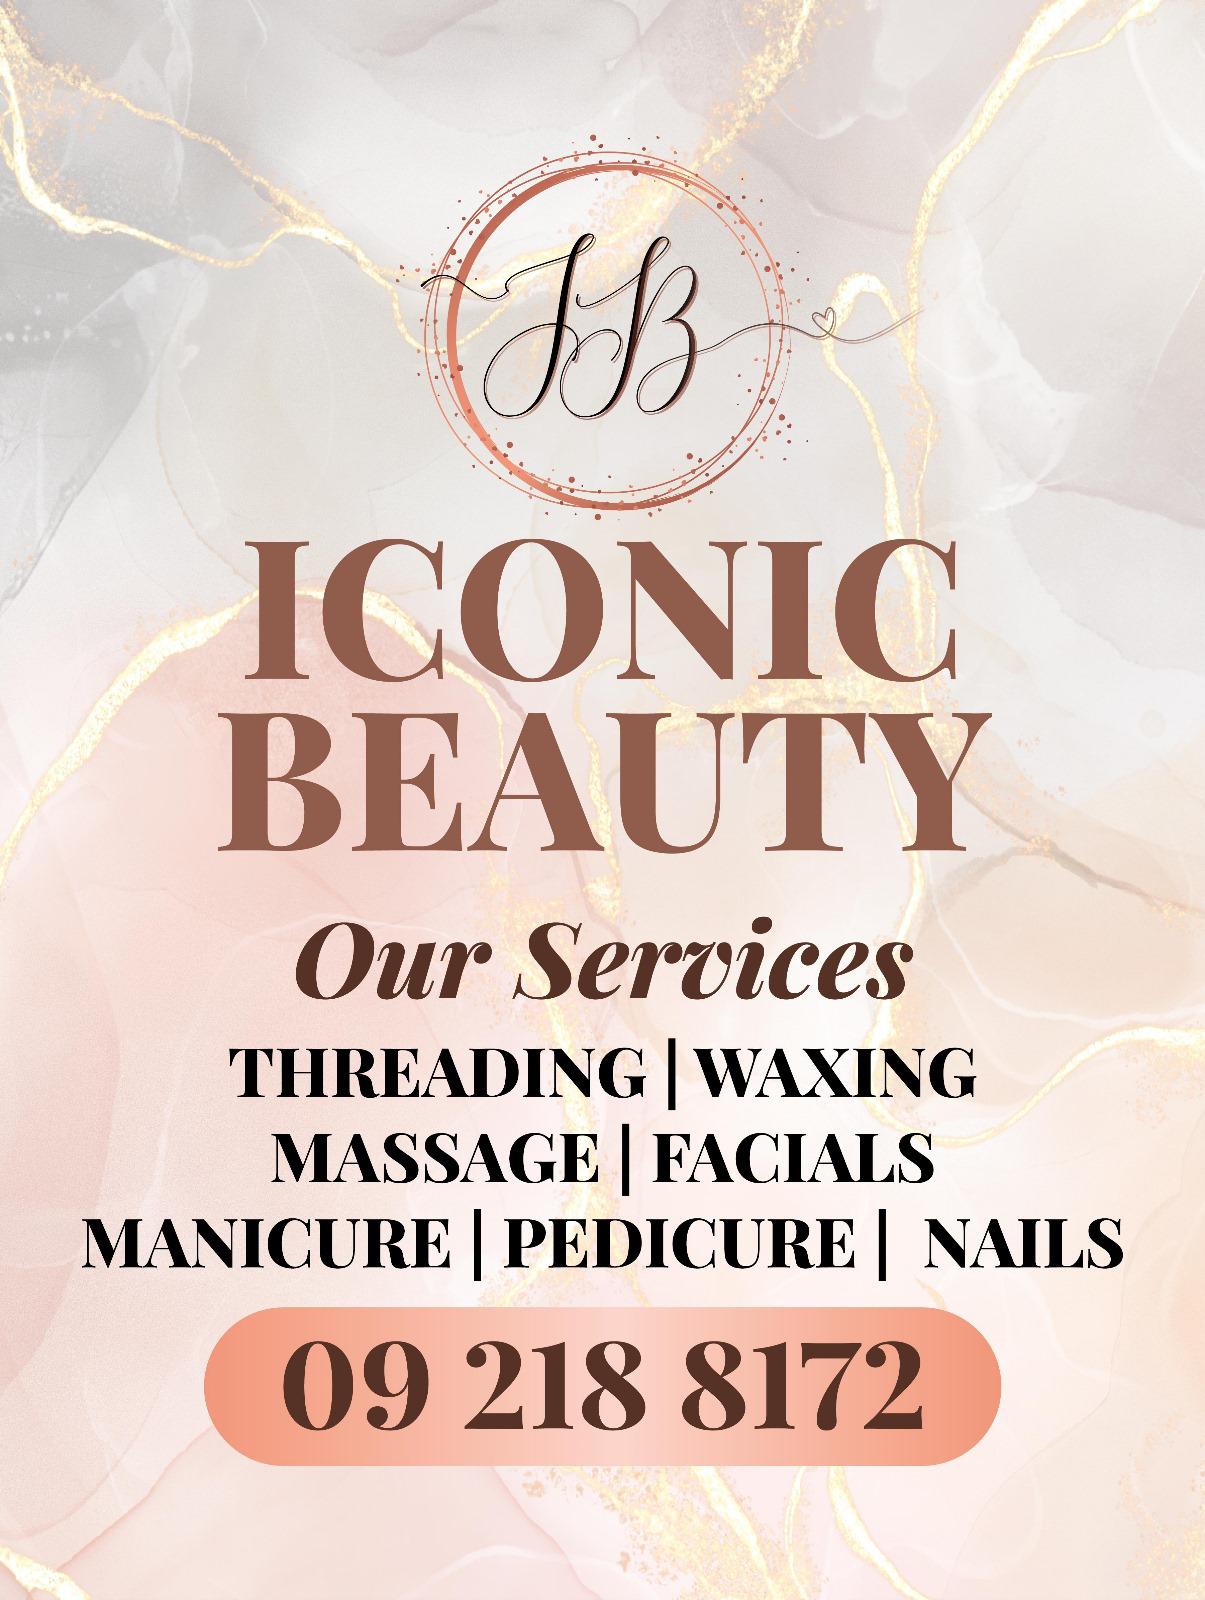 IB
ICONIC
BEAUTY
Our Services
THREADING | WAXING
MASSAGE | FACIALS
MANICURE | PEDICURE | NAILS
09 218 8172